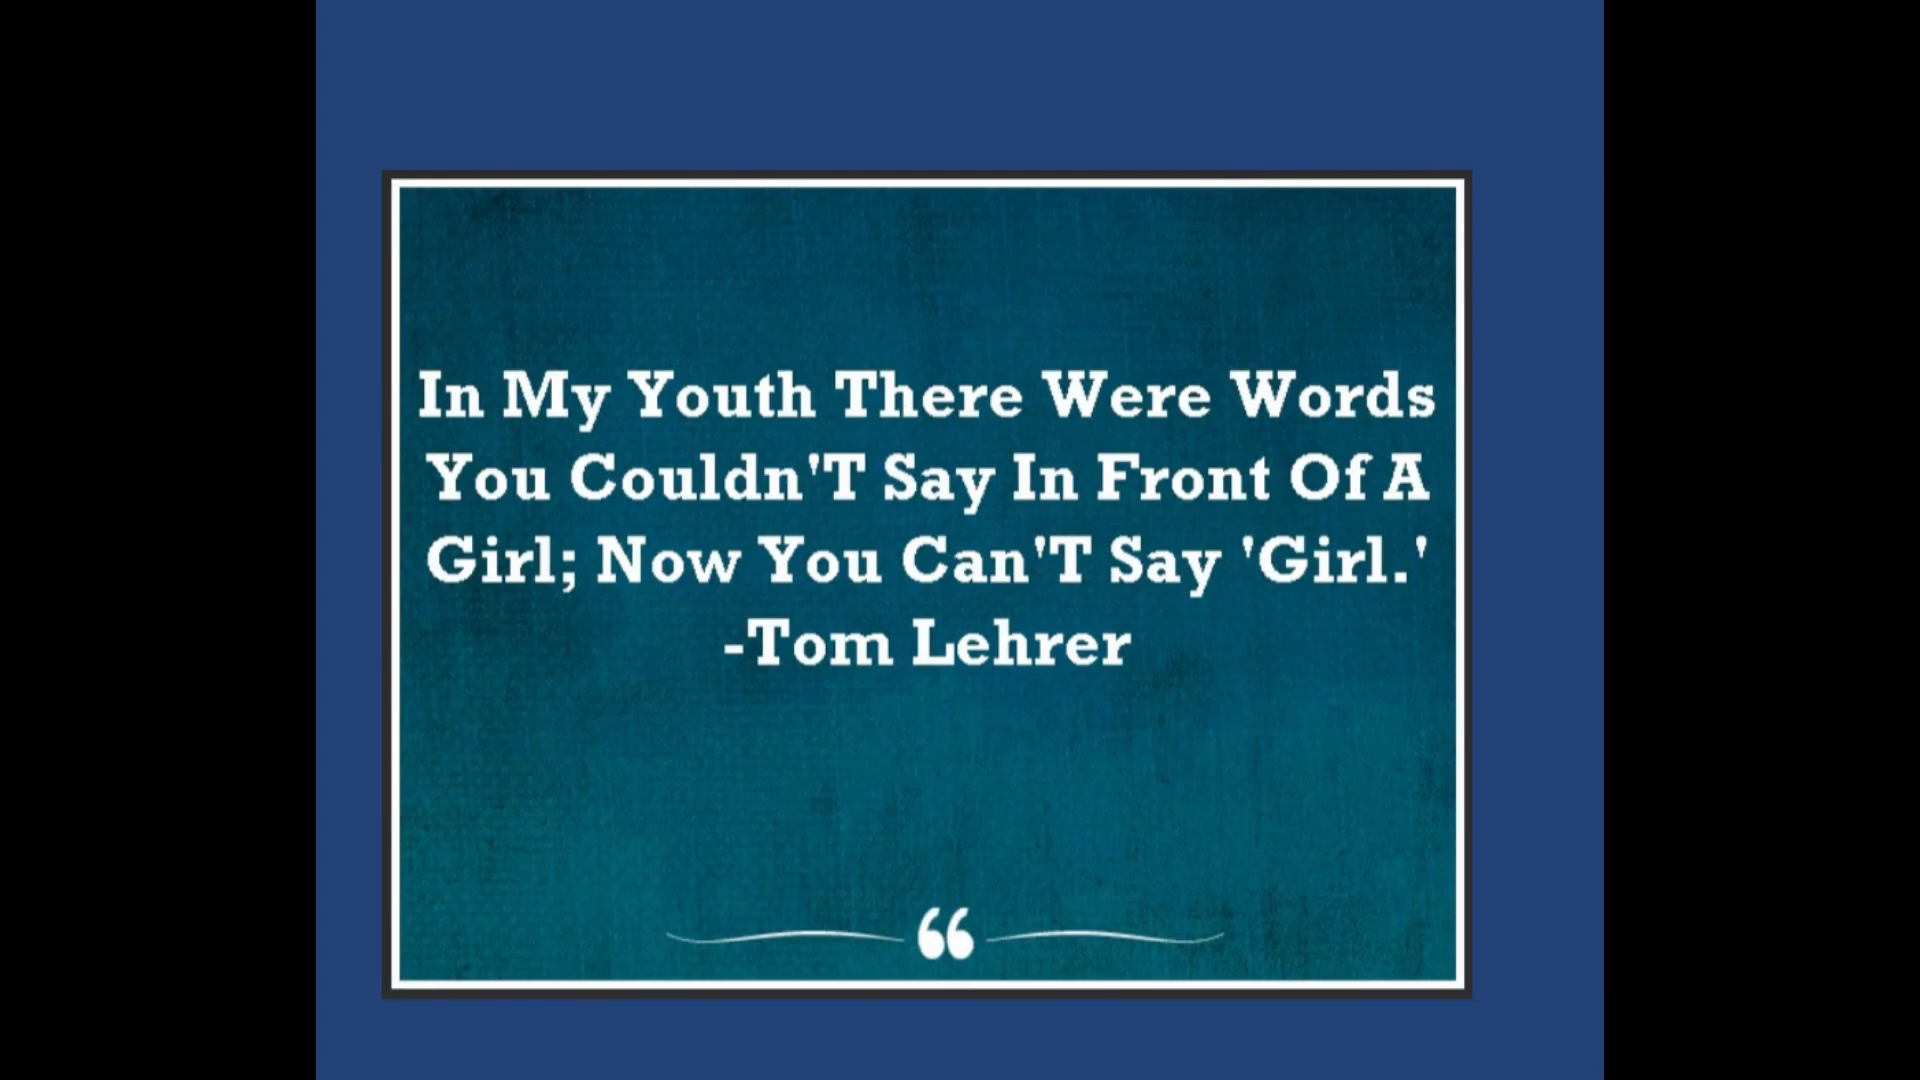 In My Youth There Were Words
You Couldn'T Say In Front Of A
Girl; Now You Can'T Say 'Girl.'
-Tom Lehrer
“